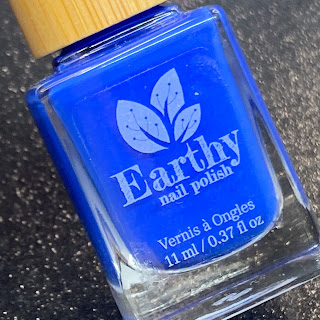 Earthy
nail polish
Vernis à Ongles
11 ml / 0.37 fl oz